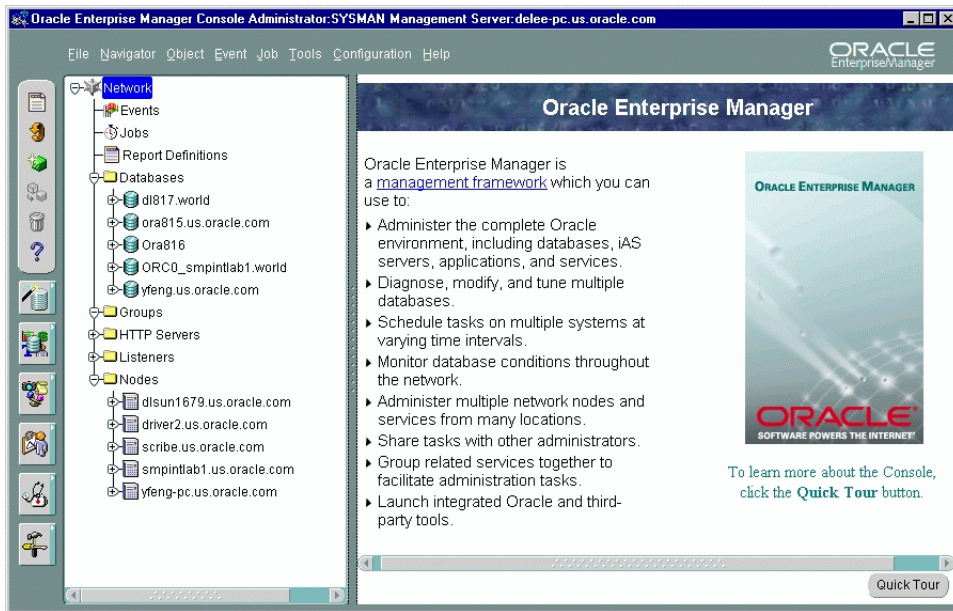 Oracle Enterprise Manager Console Administrator:SYSMAN Management Server:delee-pc.us.oracle.com
File Navigator Object Event Job Tools Configuration Help
ORACLE
EnterpriseManager
Network
Events
Jobs
Report Definitions
Databases
dl817.world
ora815.us.oracle.com
Ora816
ORC0_smpintlab1.world
yfeng.us.oracle.com
Groups
HTTP Servers
Listeners
Nodes
dlsun1679.us.oracle.com
driver2.us.oracle.com
scribe.us.oracle.com
smpintlab1.us.oracle.com
yfeng-pc.us.oracle.com
Oracle Enterprise Manager
Oracle Enterprise Manager is
a management framework which you can
use to:
Administer the complete Oracle
environment, including databases, iAS
servers, applications, and services.
Diagnose, modify, and tune multiple
databases.
Schedule tasks on multiple systems at
varying time intervals.
Monitor database conditions throughout
the network.
Administer multiple network nodes and
services from many locations.
Share tasks with other administrators.
Group related services together to
facilitate administration tasks.
Launch integrated Oracle and third-
party tools.
ORACLE ENTERPRISE MANAGER
ORACLE®
SOFTWARE POWERS THE INTERNET™
To learn more about the Console,
click the Quick Tour button.
Quick Tour